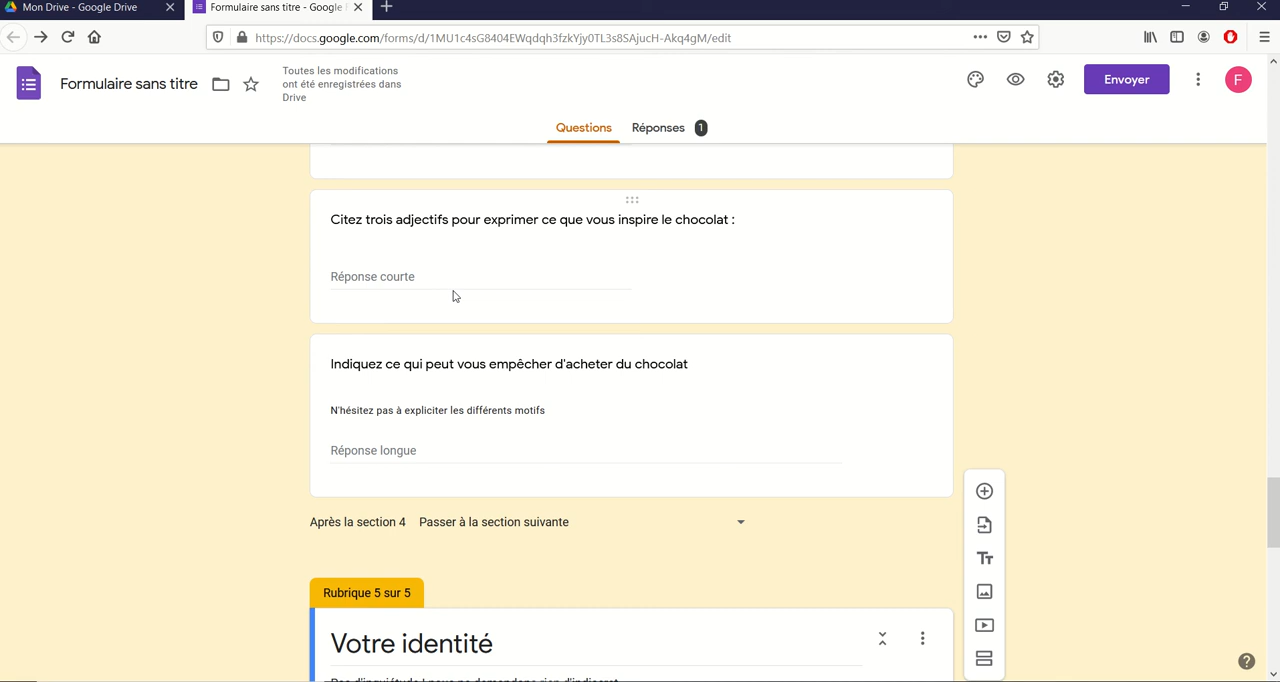 Mon Drive - Google Drive
Formulaire sans titre - Google
https://docs.google.com/forms/d/1MU1c4sG8404EWqdqh3fzkYjy0TL3s8SAjucH-Akq4gM/edit
Formulaire sans titre
Toutes les modifications
ont été enregistrées dans
Drive
Envoyer
F
Questions
Réponses 1
Citez trois adjectifs pour exprimer ce que vous inspire le chocolat :
Réponse courte
Indiquez ce qui peut vous empêcher d'acheter du chocolat
N'hésitez pas à expliciter les différents motifs
Réponse longue
Après la section 4 Passer à la section suivante
Rubrique 5 sur 5
Votre identité